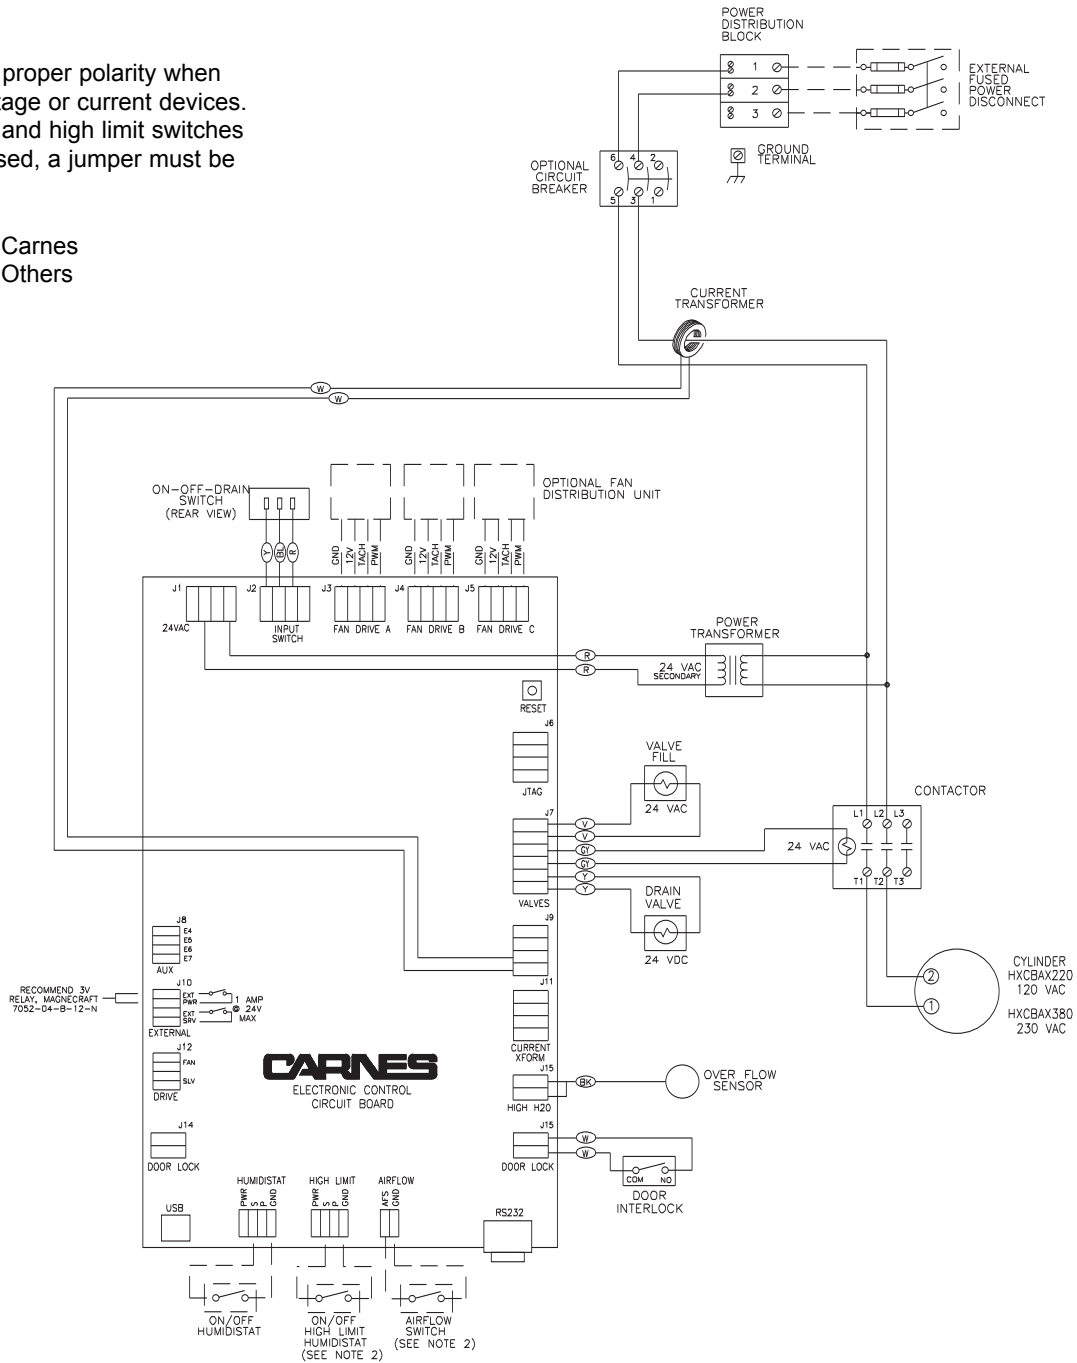 proper polarity when
tage or current devices.
and high limit switches
sed, a jumper must be
Carnes
Others
POWER
DISTRIBUTION
BLOCK
1
2
3
EXTERNAL
FUSED
POWER
DISCONNECT
GROUND
TERMINAL
OPTIONAL
CIRCUIT
BREAKER
6 4 2
5 3 1
CURRENT
TRANSFORMER
W
W
ON-OFF-DRAIN
SWITCH
(REAR VIEW)
OPTIONAL FAN
DISTRIBUTION UNIT
Y BL R
GND 12V TACH PWM
GND 12V TACH PWM
GND 12V TACH PWM
J1 J2 J3 J4 J5
24VAC
INPUT
SWITCH
FAN DRIVE A
FAN DRIVE B
FAN DRIVE C
POWER
TRANSFORMER
R
R
24 VAC
SECONDARY
RESET
J6
JTAG
VALVE
FILL
24 VAC
CONTACTOR
J7
V
V
GY
GY
Y
Y
VALVES
24 VAC
L1 L2 L3
T1 T2 T3
DRAIN
VALVE
24 VDC
J8
E4
E5
E6
E7
AUX
J9
CYLINDER
HXCBAX220
120 VAC
HXCBAX380
230 VAC
2
1
RECOMMEND 3V
RELAY, MAGNECRAFT
7052-04-8-12-N
J10
EXT
PWR
EXT
SRV
1 AMP
@ 24V
MAX
EXTERNAL
J11
CURRENT
XFORM
J12
FAN
SLV
DRIVE
CARNES
ELECTRONIC CONTROL
CIRCUIT BOARD
J15
HIGH H20
BK
OVER FLOW
SENSOR
J14
DOOR LOCK
J15
DOOR LOCK
W
W
COM NO
DOOR
INTERLOCK
HUMIDISTAT
PWR S P GND
HIGH LIMIT
PWR S P GND
AIRFLOW
AFS GND
USB
RS232
ON/OFF
HUMIDISTAT
ON/OFF
HIGH LIMIT
HUMIDISTAT
(SEE NOTE 2)
AIRFLOW
SWITCH
(SEE NOTE 2)